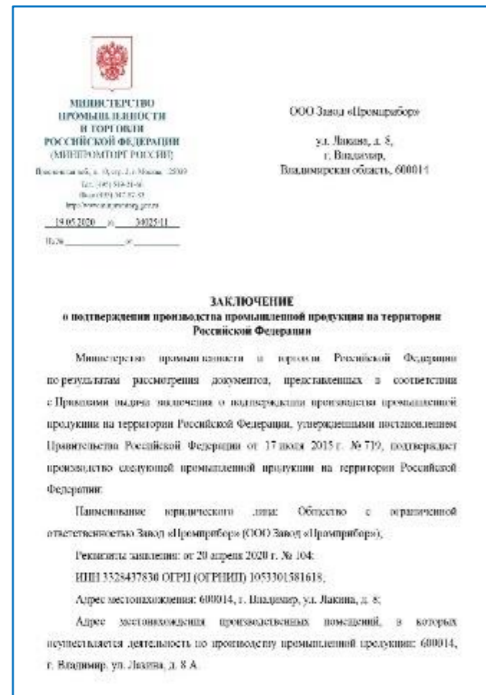 МИНИСТЕРСТВО
ПРОМЫШЛЕННОСТИ
И ТОРГОВЛИ
РОССИЙСКОЙ ФЕДЕРАЦИИ
(МИНПРОМТОРГ РОССИИ)
19.05.2020 34025/11
На № от
ООО Завод «Промприбор»
ул. Лакина, д. 8,
г. Владимир,
Владимирская область, 600014
ЗАКЛЮЧЕНИЕ
о подтверждении производства промышленной продукции на территории
Российской Федерации
Министерство промышленности и торговли Российской Федерации
по результатам рассмотрения документов, представленных в соответствии
с Правилами выдачи заключения о подтверждении производства промышленной
продукции на территории Российской Федерации, утвержденными постановлением
Правительства Российской Федерации от 17 июля 2015 г. № 719, подтверждает
производство следующей промышленной продукции на территории Российской
Федерации:
Наименование юридического лица: Общество с ограниченной
ответственностью Завод «Промприбор» (ООО Завод «Промприбор»);
Реквизиты заявления: от 20 апреля 2020 г. № 104;
ИНН 3328437830 ОГРН (ОГРНИП) 1053301581618;
Адрес местонахождения: 600014, г. Владимир, ул. Лакина, д. 8;
Адрес местонахождения производственных помещений, в которых
осуществляется деятельность по производству промышленной продукции: 600014,
г. Владимир, ул. Лакина, д. 8 А.